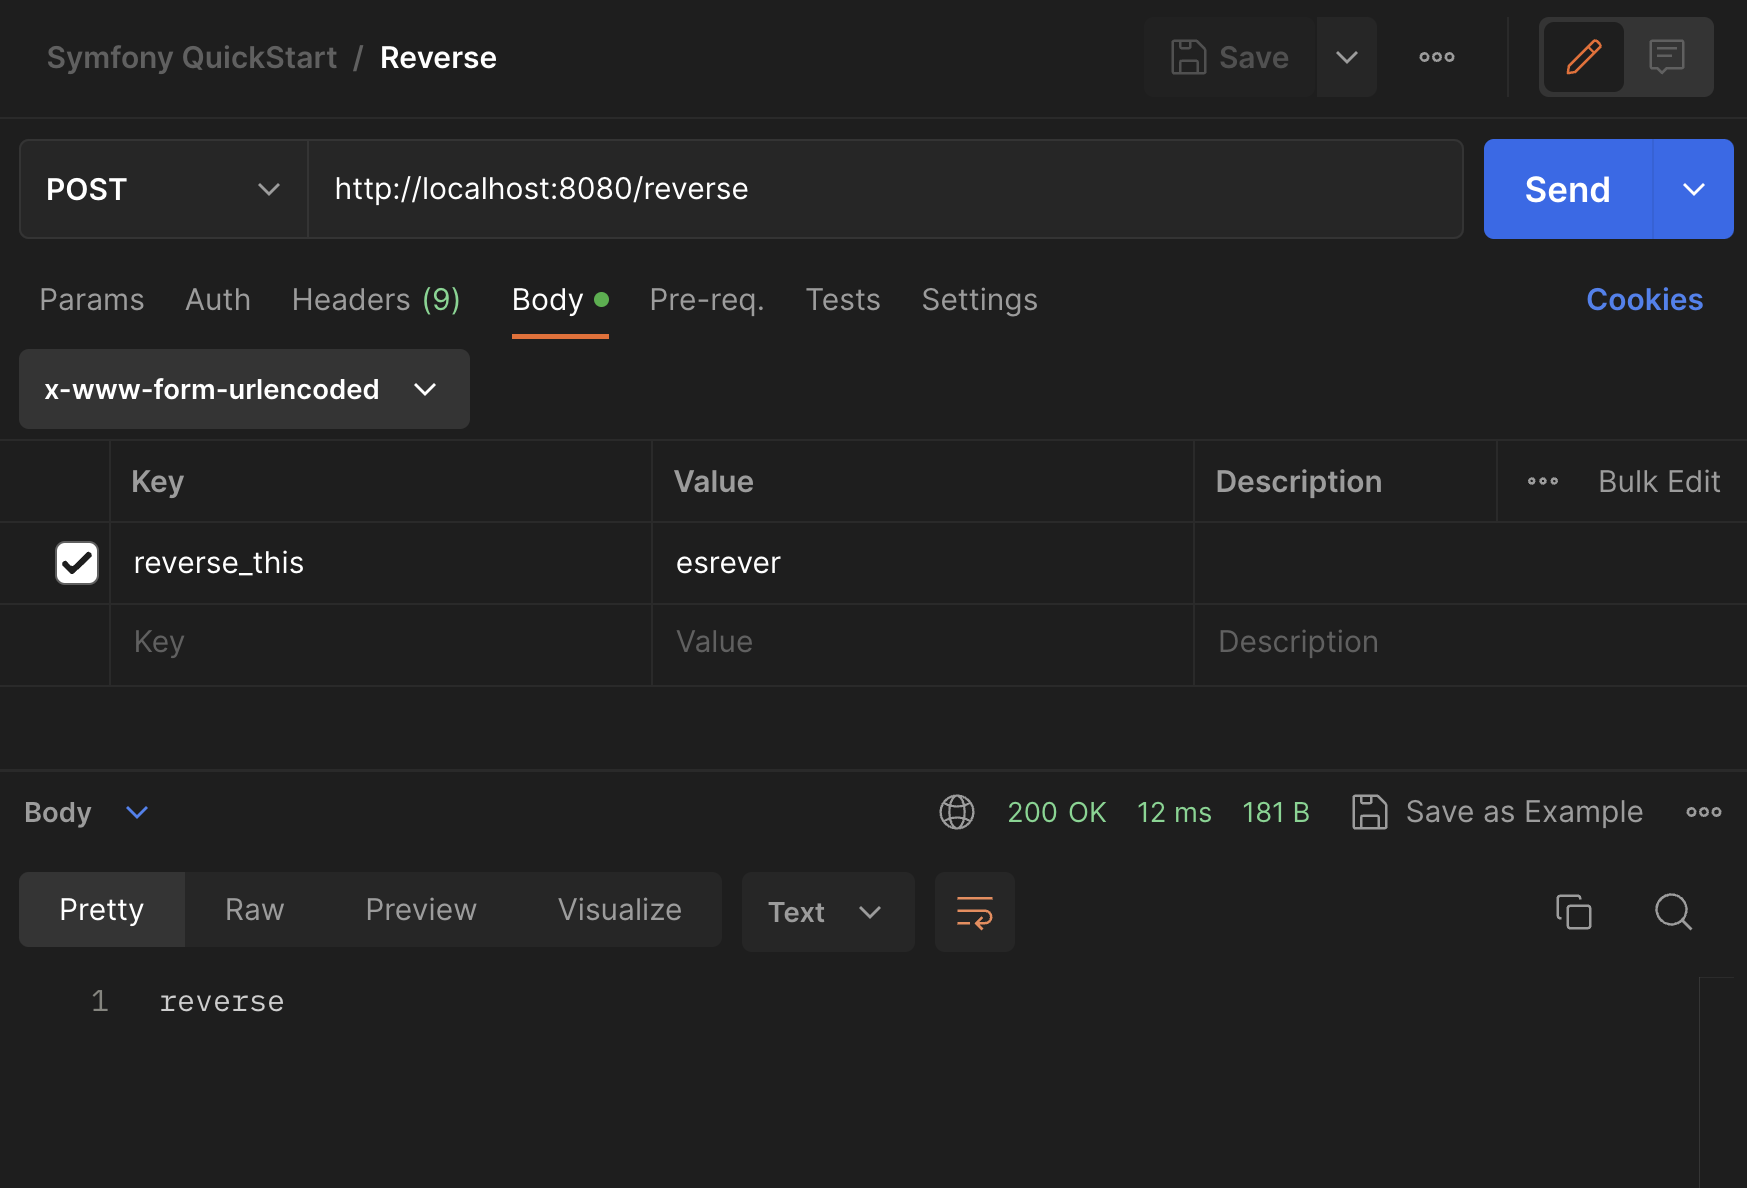 Symfony QuickStart / Reverse
Save
POST
http://localhost:8080/reverse
Send
Params Auth Headers (9) Body Pre-req. Tests Settings Cookies
x-www-form-urlencoded
Key Value Description Bulk Edit
reverse_this esrever
Key Value Description
Body 200 OK 12 ms 181 B Save as Example
Pretty Raw Preview Visualize Text
1 reverse